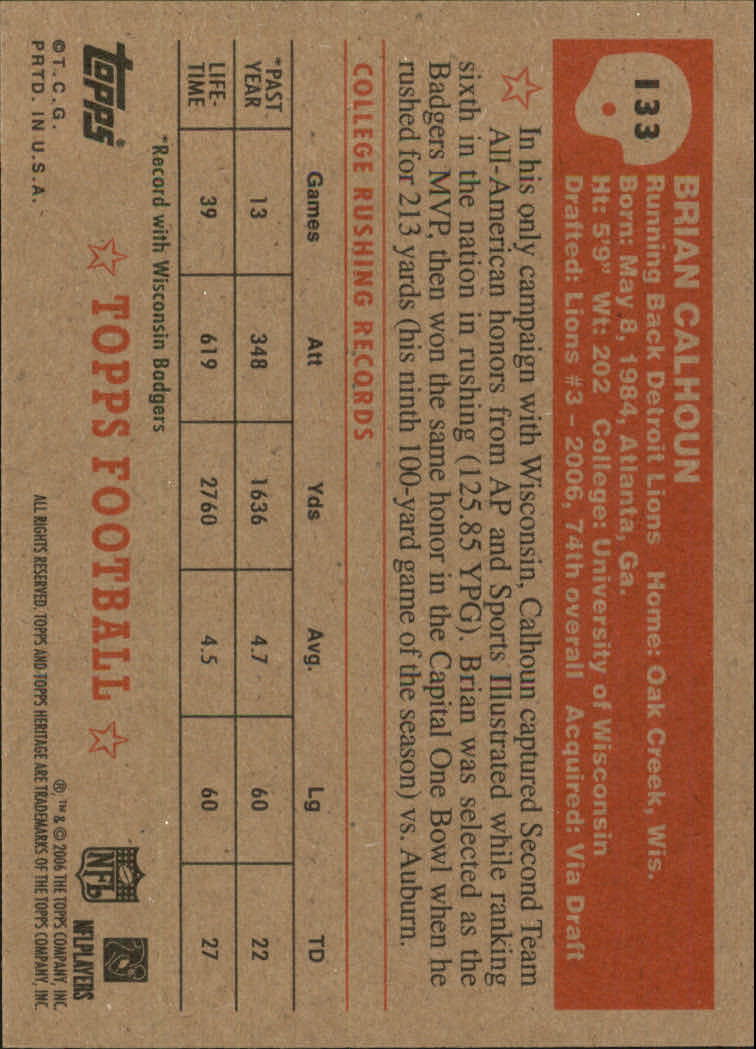 133
BRIAN CALHOUN
Running Back Detroit Lions Home: Oak Creek, Wis.
Born: May 8, 1984, Atlanta, Ga.
Ht: 5'9" Wt: 202 College: University of Wisconsin
Drafted: Lions #3 – 2006, 74th overall Acquired: Via Draft
In his only campaign with Wisconsin, Calhoun captured Second Team
All-American honors from AP and Sports Illustrated while ranking
sixth in the nation in rushing (125.85 YPG). Brian was selected as the
Badgers MVP, then won the same honor in the Capital One Bowl when he
rushed for 213 yards (his ninth 100-yard game of the season) vs. Auburn.
COLLEGE RUSHING RECORDS
Games Att Yds Avg. Lg TD
*PAST YEAR 13 348 1636 4.7 60 22
LIFE-TIME 39 619 2760 4.5 60 27
*Record with Wisconsin Badgers
topps®
TOPPS FOOTBALL
NFL
NFLPLAYERS
©T.C.G.
PRTD. IN U.S.A.
® ™ & © 2006 THE TOPPS COMPANY, INC.
ALL RIGHTS RESERVED. TOPPS AND TOPPS HERITAGE ARE TRADEMARKS OF THE TOPPS COMPANY, INC.